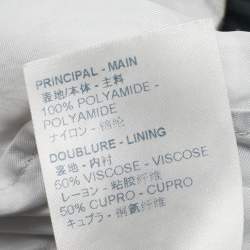 PRINCIPAL - MAIN
表地/本体 - 主料
100% POLYAMIDE -
POLYAMIDE
ナイロン - 锦纶
DOUBLURE - LINING
裏地 - 内衬
50% VISCOSE - VISCOSE
レーヨン - 粘胶纤维
50% CUPRO - CUPRO
キュプラ - 铜氨纤维